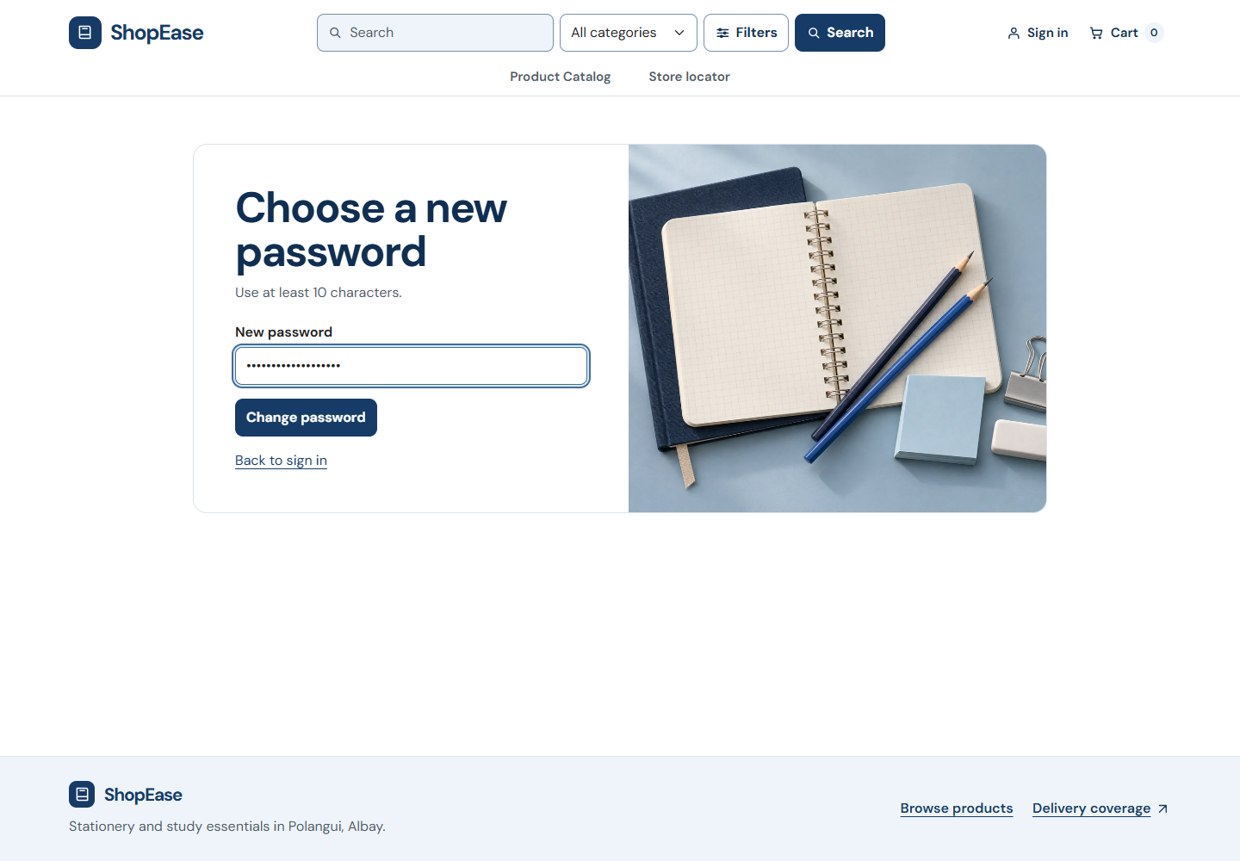 ShopEase
Search
All categories
Filters
Search
Sign in
Cart 0
Product Catalog
Store locator
Choose a new
password
Use at least 10 characters.
New password
•••••••••••••••••••
Change password
Back to sign in
ShopEase
Stationery and study essentials in Polangui, Albay.
Browse products
Delivery coverage